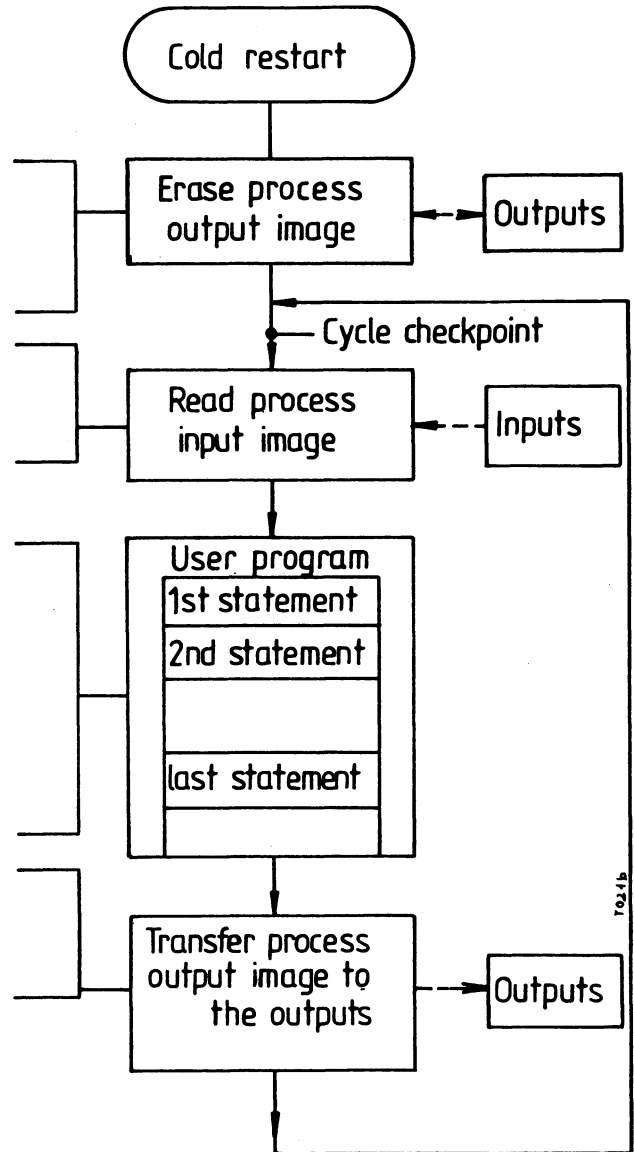 Cold restart
Erase process
output image
Outputs
Cycle checkpoint
Read process
input image
Inputs
User program
1st statement
2nd statement
last statement
Transfer process
output image to
the outputs
Outputs
T021b